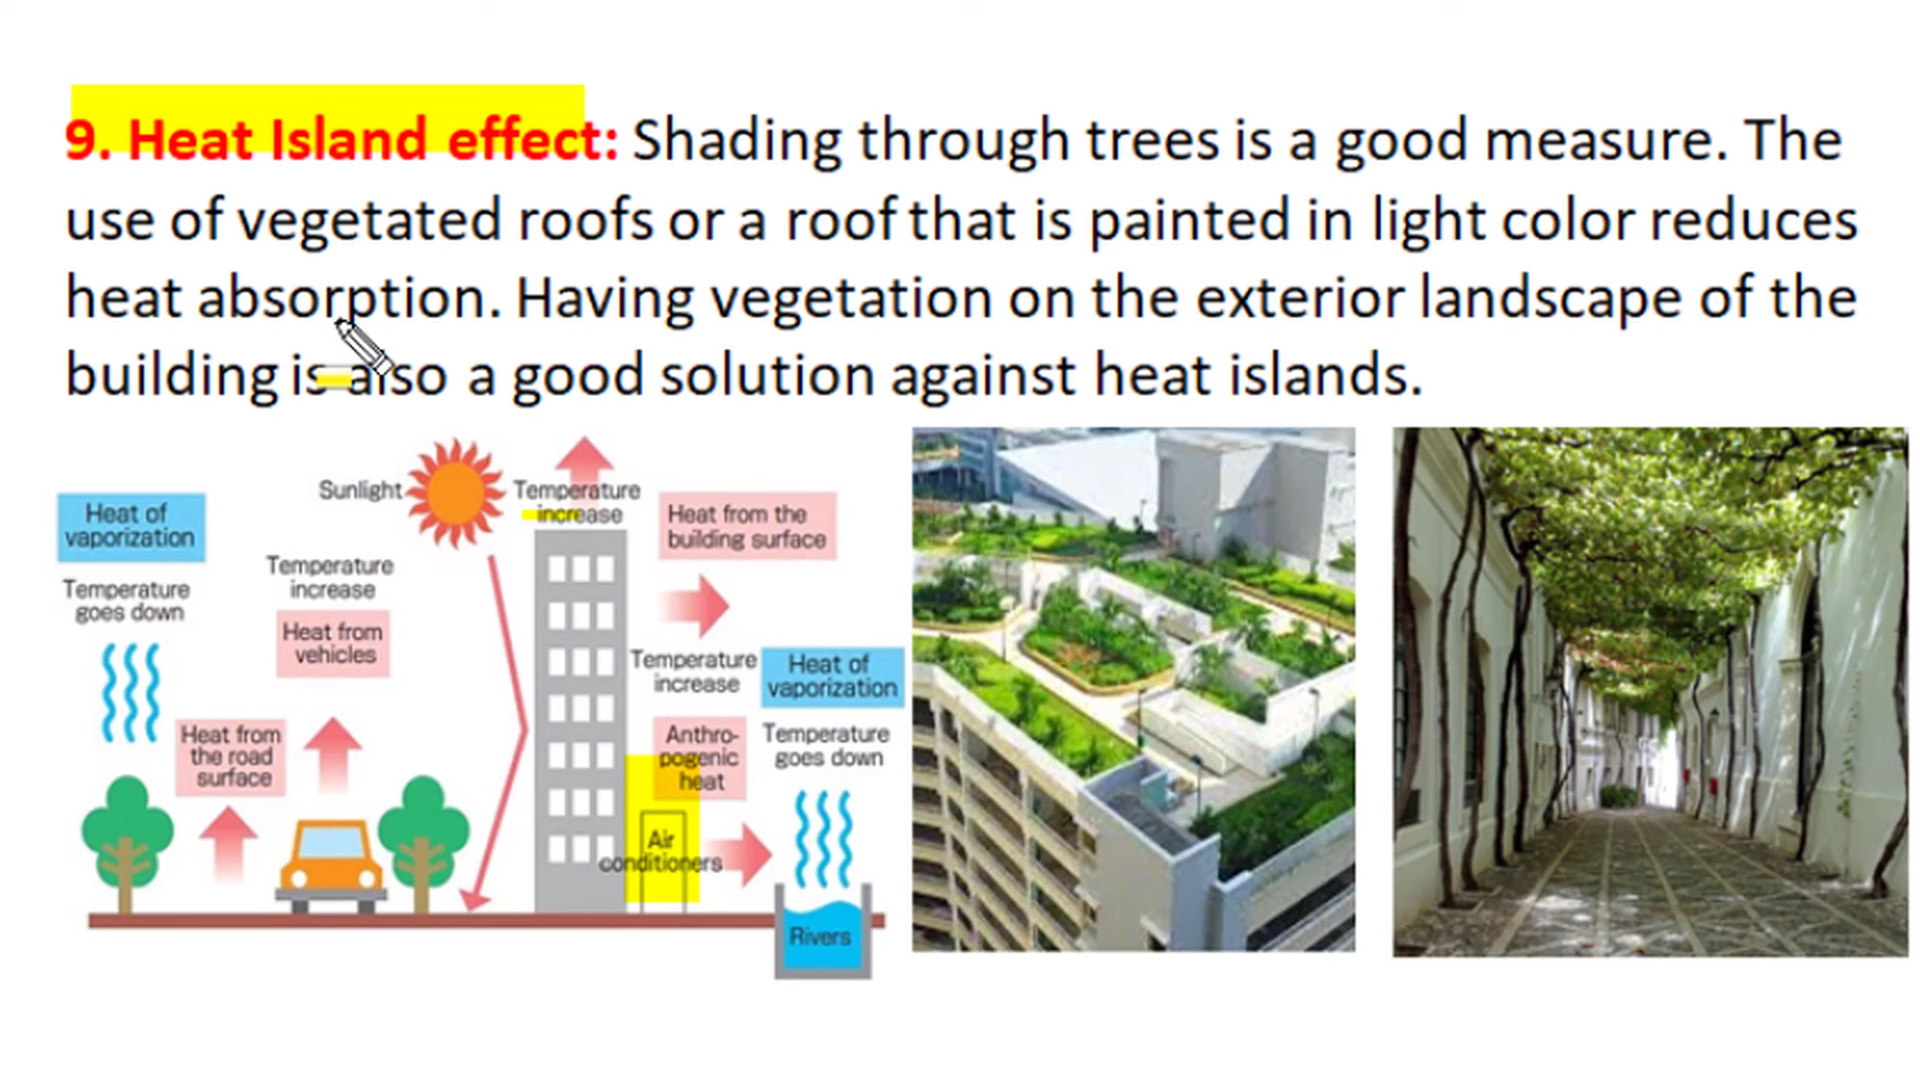 9. Heat Island effect: Shading through trees is a good measure. The
use of vegetated roofs or a roof that is painted in light color reduces
heat absorption. Having vegetation on the exterior landscape of the
building is also a good solution against heat islands.
Sunlight
Temperature
increase
Heat of
vaporization
Heat from the
building surface
Temperature
increase
Temperature
goes down
Heat from
vehicles
Temperature
increase
Heat of
vaporization
Heat from
the road
surface
Anthro-
pogenic
heat
Temperature
goes down
Air
conditioners
Rivers